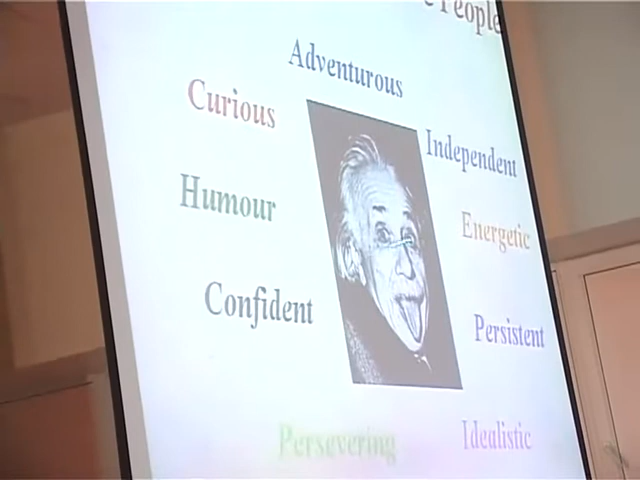 People
Adventurous
Curious
Independent
Humour
Energetic
Confident
Persistent
Persevering
Idealistic